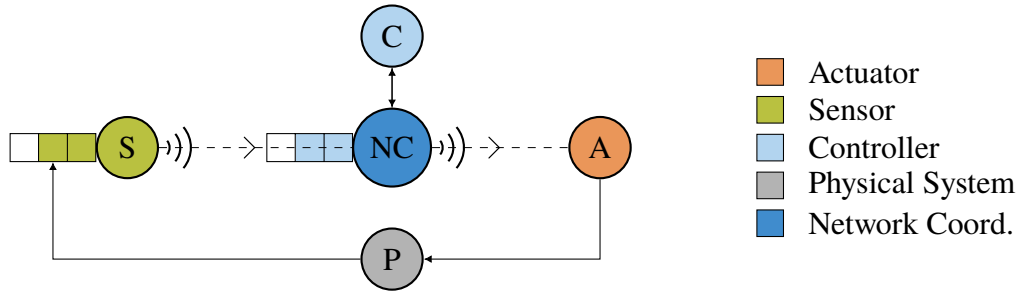 C
S
NC
A
P
Actuator
Sensor
Controller
Physical System
Network Coord.